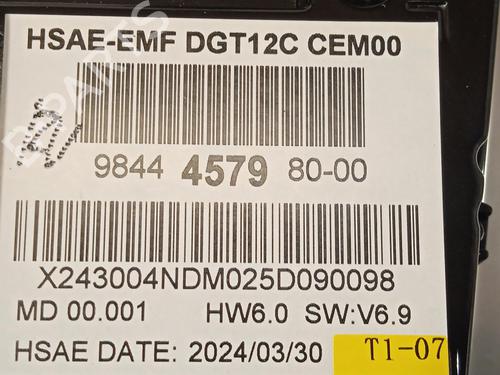 HSAE-EMF DGT12C CEM00
9844 4579 80-00
X243004NDM025D090098
MD 00.001 HW6.0 SW:V6.9
HSAE DATE: 2024/03/30 T1-07